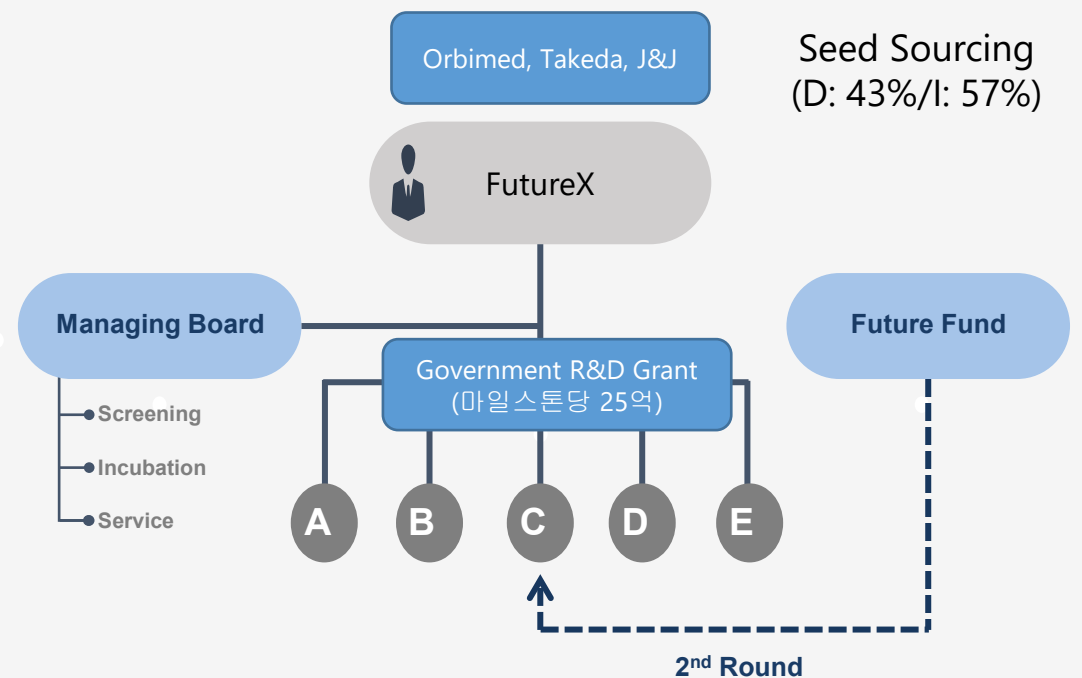 Orbimed, Takeda, J&J
Seed Sourcing
(D: 43%/I: 57%)
FutureX
Managing Board
Future Fund
Government R&D Grant
(마일스톤당 25억)
Screening
Incubation
Service
A B C D E
2nd Round